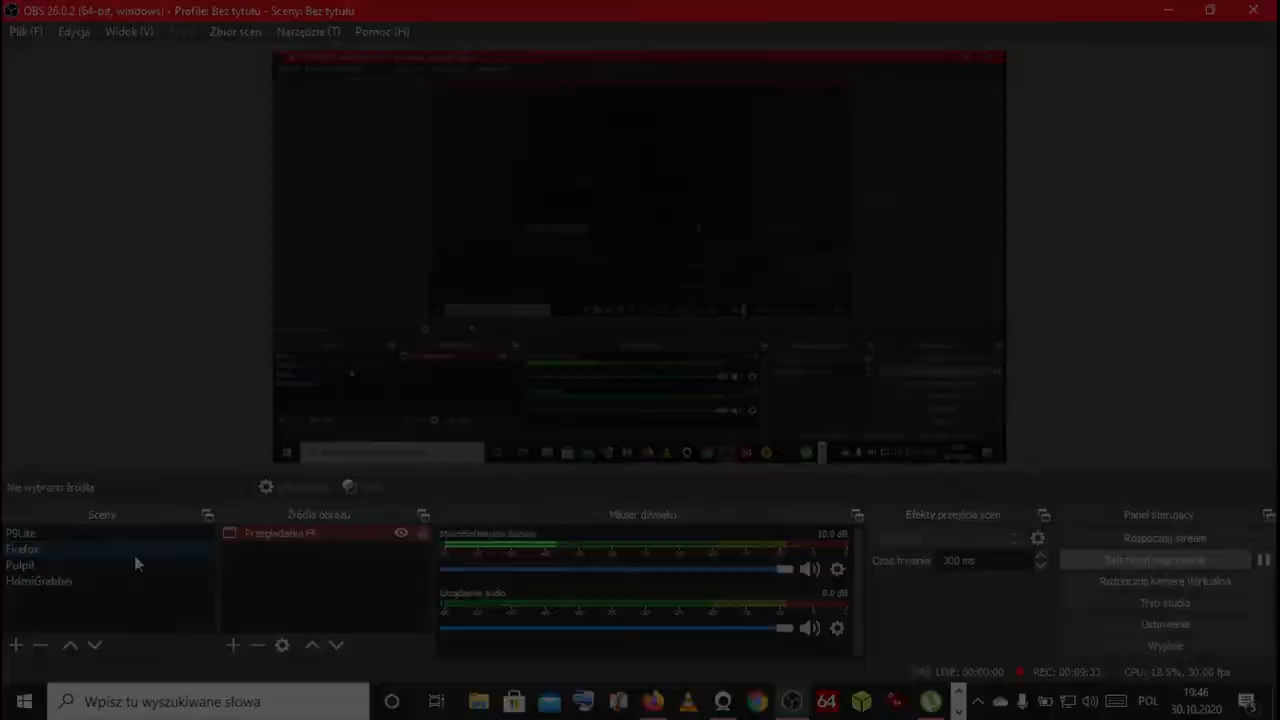 OBS 26.0.2 (64-bit, windows) - Profile: Bez tytułu - Sceny: Bez tytułu
Plik (F) Edycja Widok (V) Zbiór scen Narzędzia (T) Pomoc (H)
Nie wybrano źródła
Sceny Źródła obrazu Mikser dźwięku Efekty przejścia scen Panel sterujący
P9Lite
Firefox
Pulpit
HdmiGrabber
Przeglądarka FF
10.0 dB
Urządzenie audio 0.0 dB
Czas trwania 300 ms
Rozpocznij stream
Rozpocznij Kamerę Wirtualną
Tryb studia
Ustawienia
Wyjście
LIVE: 00:00:00 REC: 00:09:33 CPU: 12.5%, 30.00 fps
Wpisz tu wyszukiwane słowa
64
POL
19:46
30.10.2020